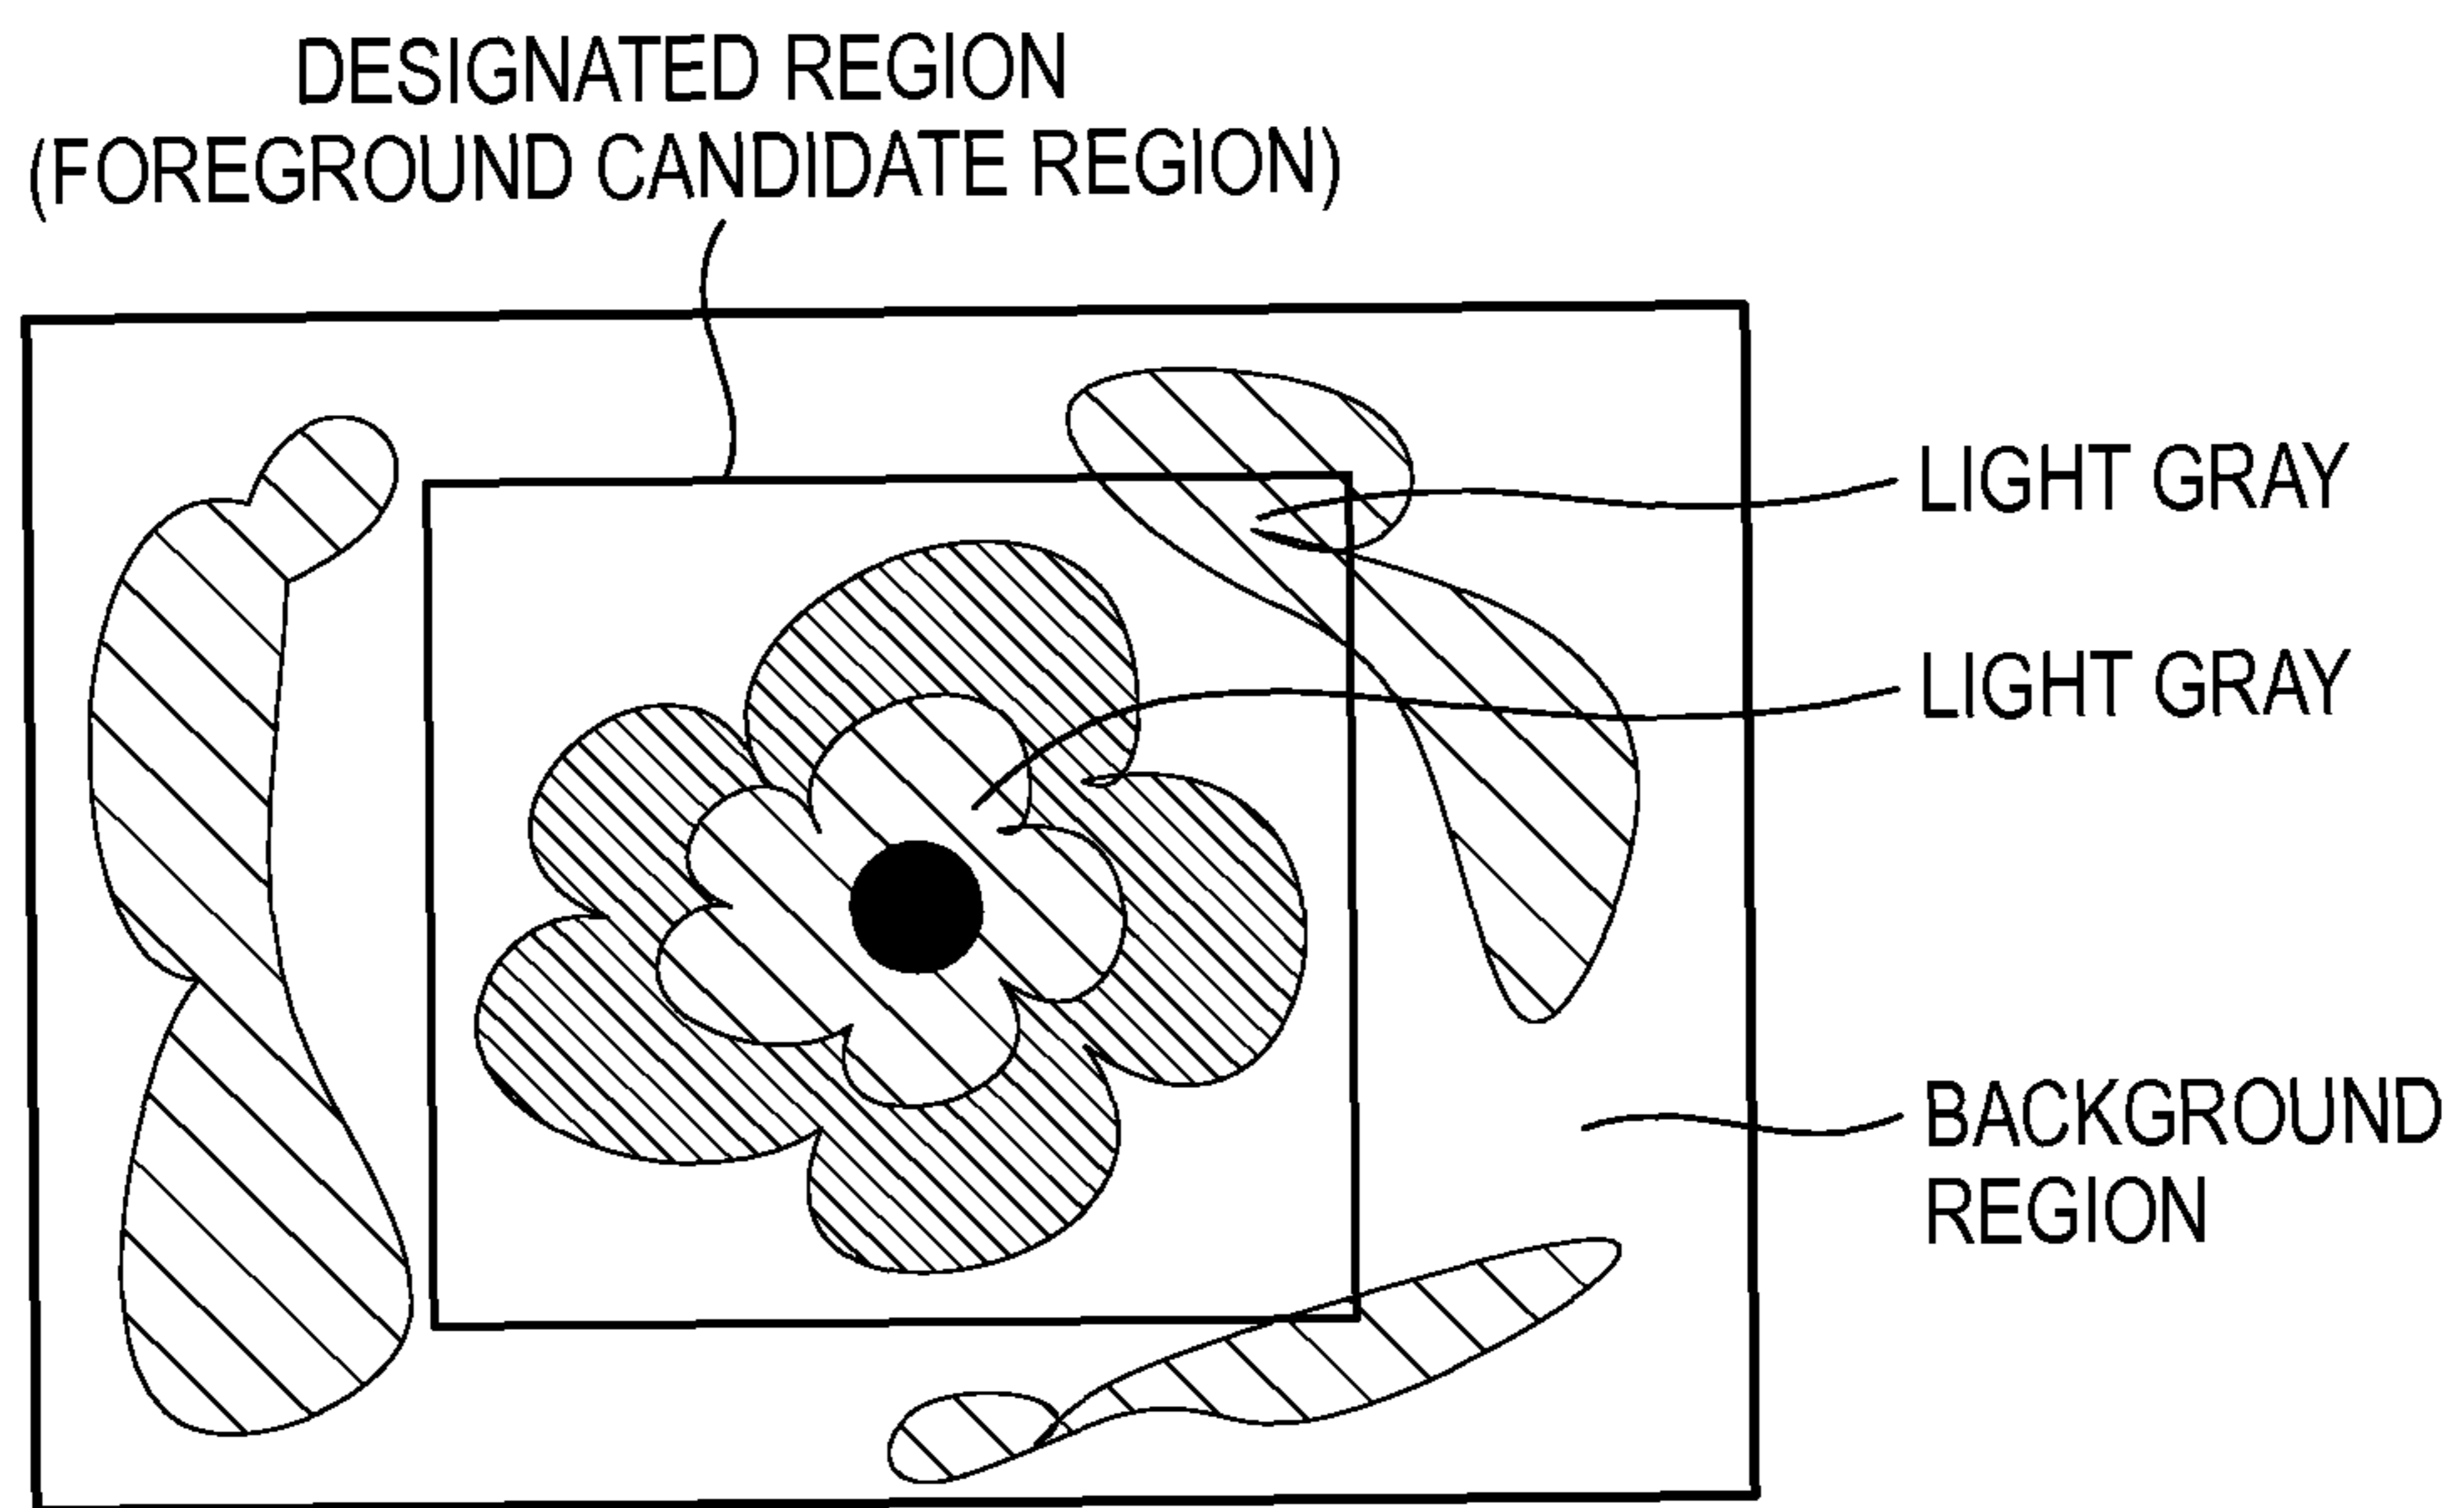 DESIGNATED REGION
(FOREGROUND CANDIDATE REGION)
LIGHT GRAY
LIGHT GRAY
BACKGROUND
REGION